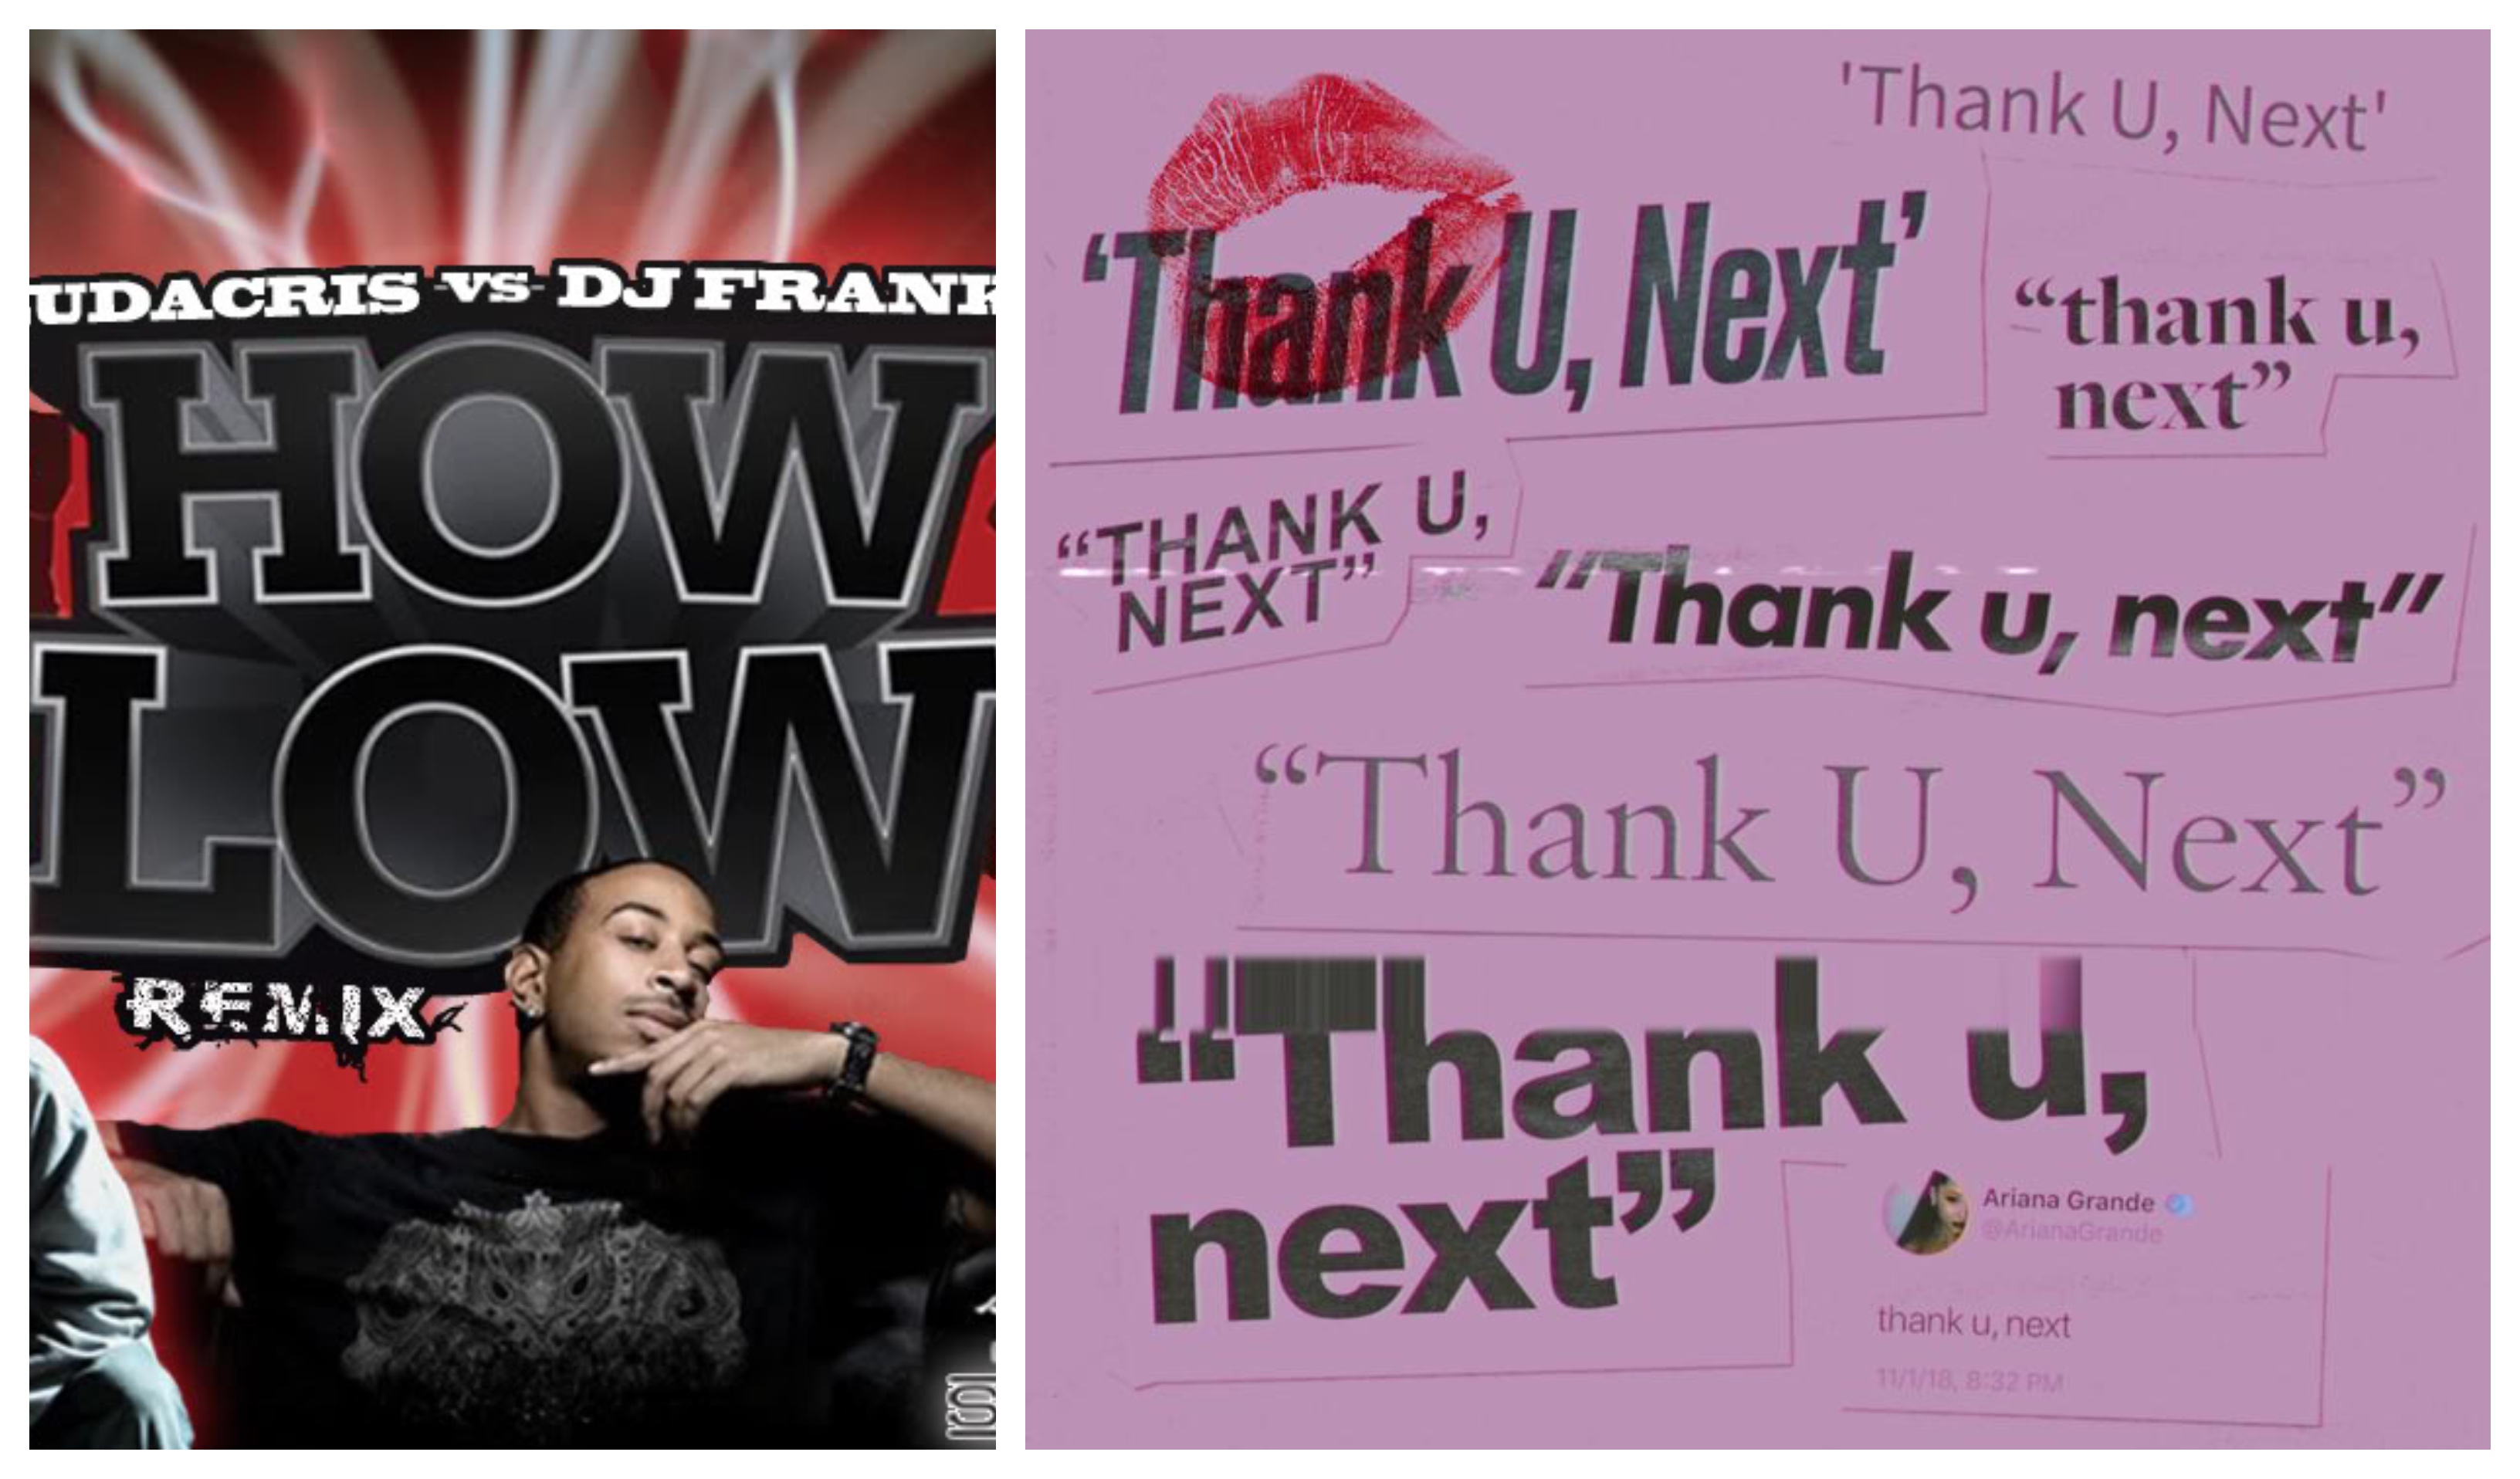 UDACRIS -VS- DJ FRANK
HOW
LOW
REMIX
'Thank U, Next'
‘Thank U, Next’
“thank u,
next”
“THANK U,
NEXT”
“Thank u, next”
“Thank U, Next”
“Thank u,
next”
Ariana Grande
@ArianaGrande
thank u, next
11/1/18, 8:32 PM